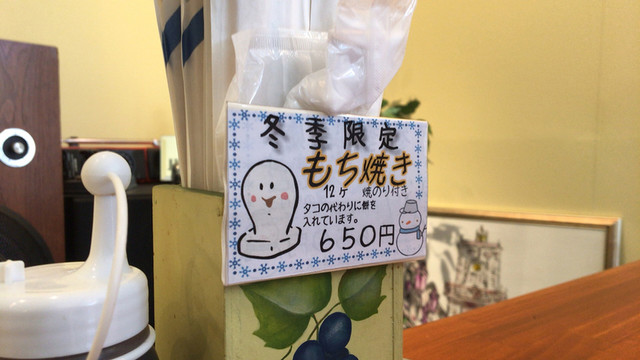 冬季限定
もち焼き
12ヶ 焼のり付き
タコの代わりに餅を
入れています。
650円